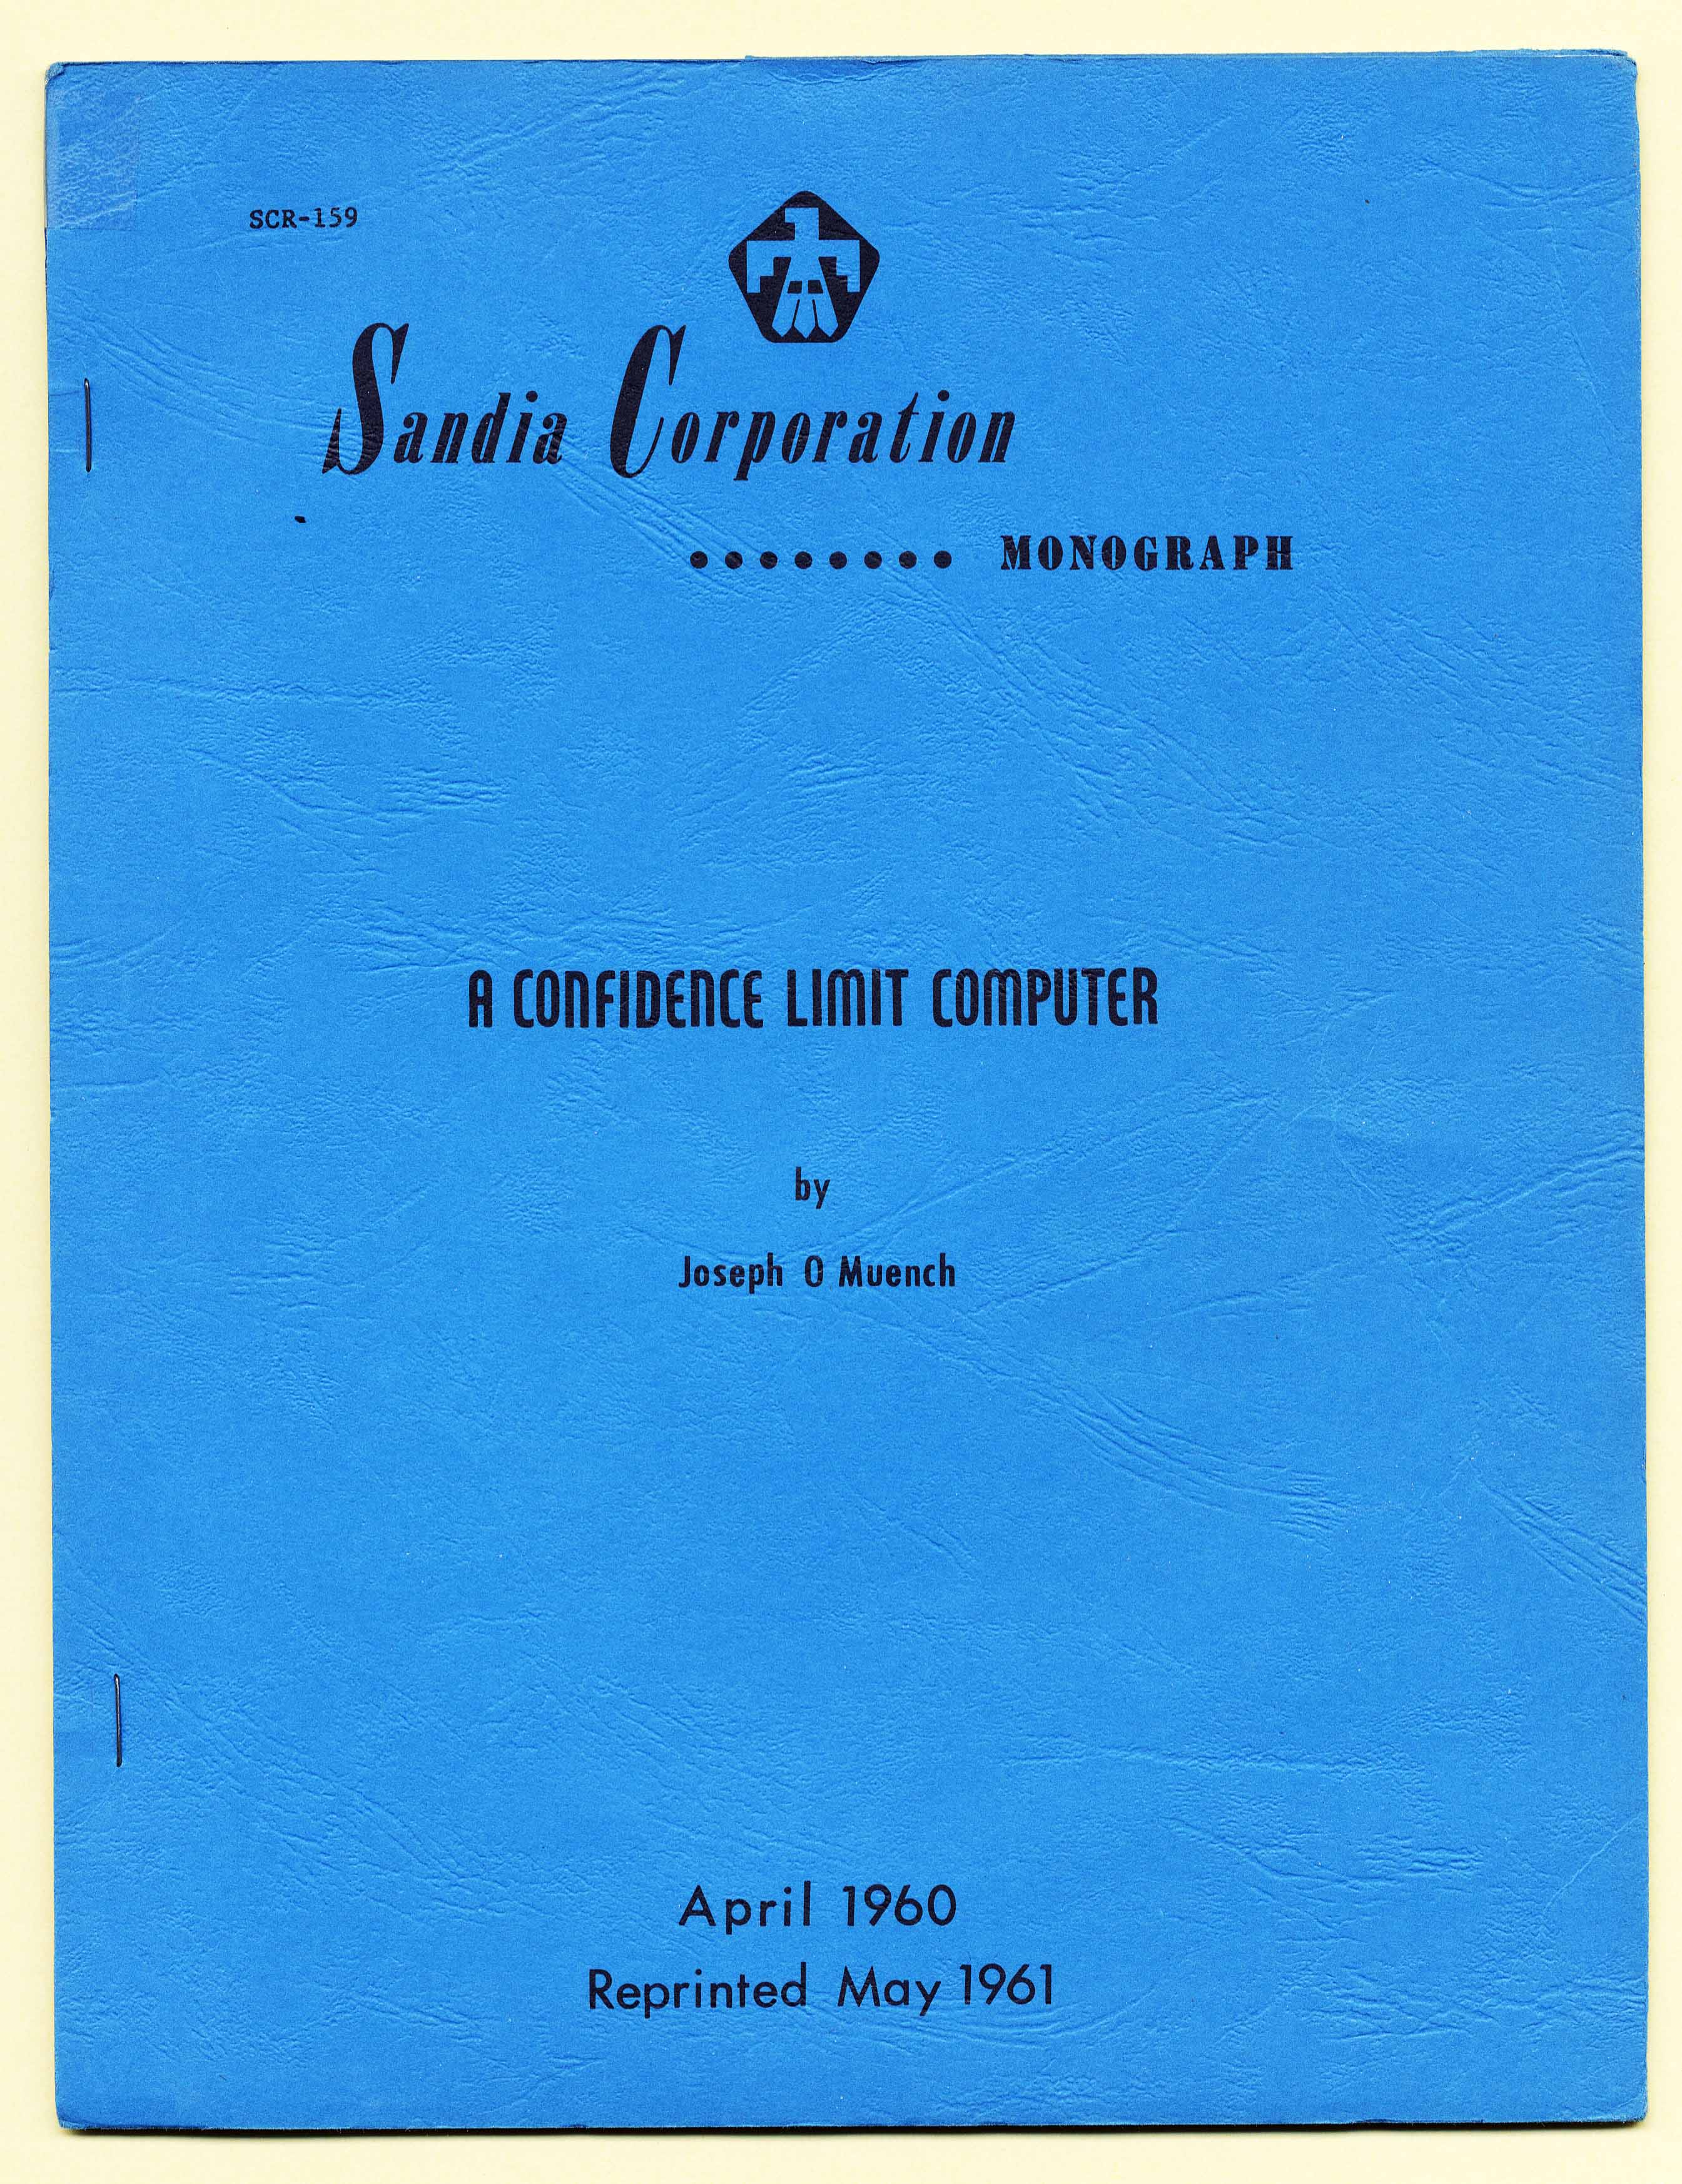 SCR-159
Sandia Corporation
........ MONOGRAPH
A CONFIDENCE LIMIT COMPUTER
by
Joseph O Muench
April 1960
Reprinted May 1961